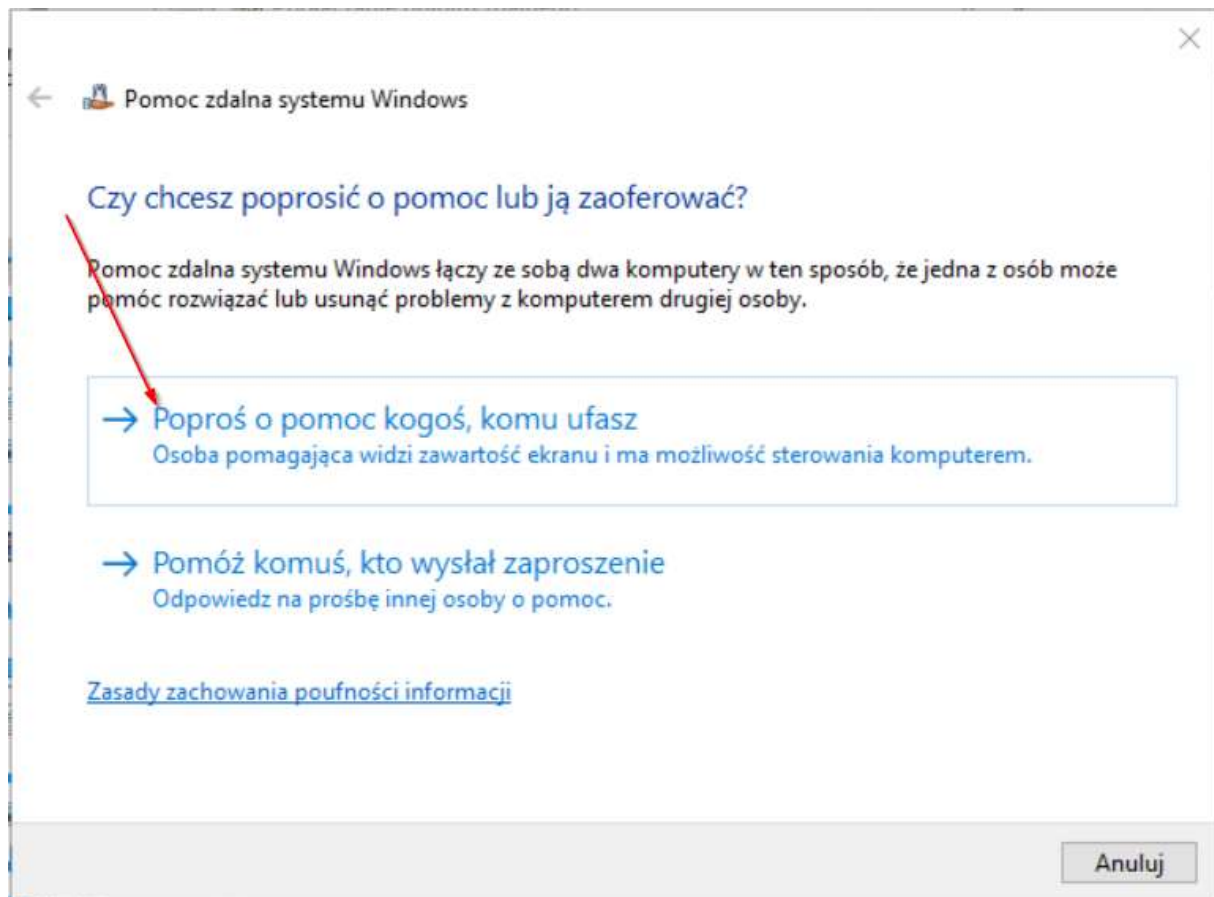 Pomoc zdalna systemu Windows
Czy chcesz poprosić o pomoc lub ją zaoferować?
Pomoc zdalna systemu Windows łączy ze sobą dwa komputery w ten sposób, że jedna z osób może
pomóc rozwiązać lub usunąć problemy z komputerem drugiej osoby.
Poproś o pomoc kogoś, komu ufasz
Osoba pomagająca widzi zawartość ekranu i ma możliwość sterowania komputerem.
Pomóż komuś, kto wysłał zaproszenie
Odpowiedz na prośbę innej osoby o pomoc.
Zasady zachowania poufności informacji
Anuluj